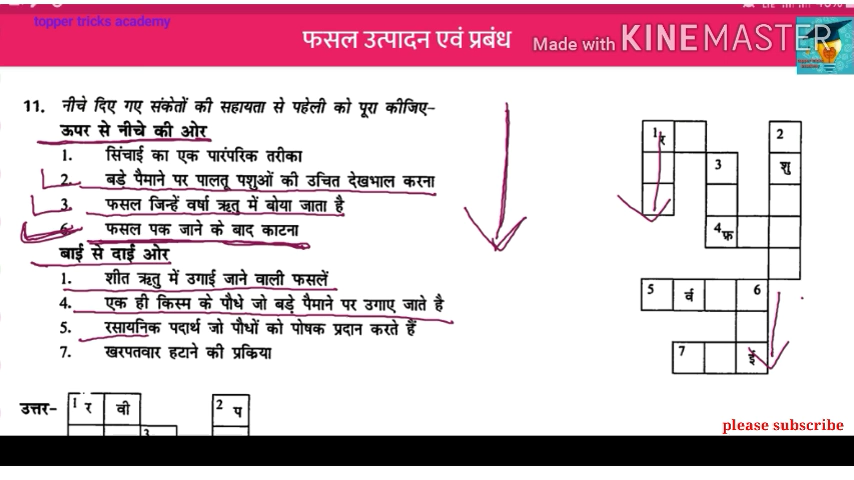 topper tricks academy
फसल उत्पादन एवं प्रबंध
Made with KINEMASTER
11. नीचे दिए गए संकेतों की सहायता से पहेली को पूरा कीजिए-
ऊपर से नीचे की ओर
1. सिंचाई का एक पारंपरिक तरीका
2. बड़े पैमाने पर पालतू पशुओं की उचित देखभाल करना
3. फसल जिन्हें वर्षा ऋतु में बोया जाता है
6. फसल पक जाने के बाद काटना
बाईं से दाईं ओर
1. शीत ऋतु में उगाई जाने वाली फसलें
4. एक ही किस्म के पौधे जो बड़े पैमाने पर उगाए जाते है
5. रसायनिक पदार्थ जो पौधों को पोषक प्रदान करते हैं
7. खरपतवार हटाने की प्रक्रिया
1 र 2
3 शु
4 फ़
5 र्व 6
7 ई
उत्तर- 1 र वी 2 प
3
please subscribe